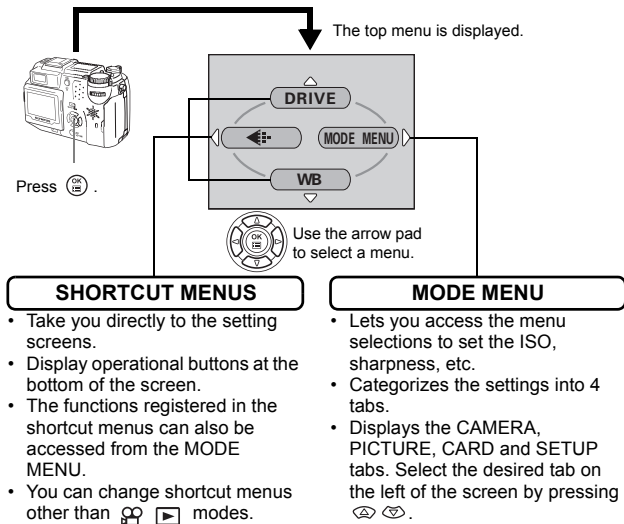 The top menu is displayed.
DRIVE
MODE MENU
WB
Press OK .
Use the arrow pad
to select a menu.
OK
SHORTCUT MENUS
• Take you directly to the setting
screens.
• Display operational buttons at the
bottom of the screen.
• The functions registered in the
shortcut menus can also be
accessed from the MODE
MENU.
• You can change shortcut menus
other than modes.
MODE MENU
• Lets you access the menu
selections to set the ISO,
sharpness, etc.
• Categorizes the settings into 4
tabs.
• Displays the CAMERA,
PICTURE, CARD and SETUP
tabs. Select the desired tab on
the left of the screen by pressing
.